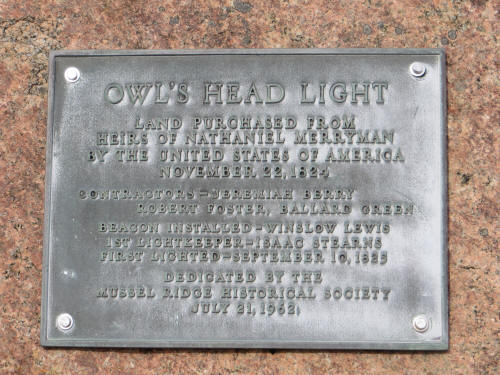 OWL'S HEAD LIGHT
LAND PURCHASED FROM
HEIRS OF NATHANIEL MERRYMAN
BY THE UNITED STATES OF AMERICA
NOVEMBER 22, 1824
CONTRACTORS-JEREMIAH BERRY
ROBERT FOSTER, BALLARD GREEN
BEACON INSTALLED-WINSLOW LEWIS
1ST LIGHTKEEPER-ISAAC STEARNS
FIRST LIGHTED-SEPTEMBER 10, 1825
DEDICATED BY THE
MUSSEL RIDGE HISTORICAL SOCIETY
JULY 21, 1962